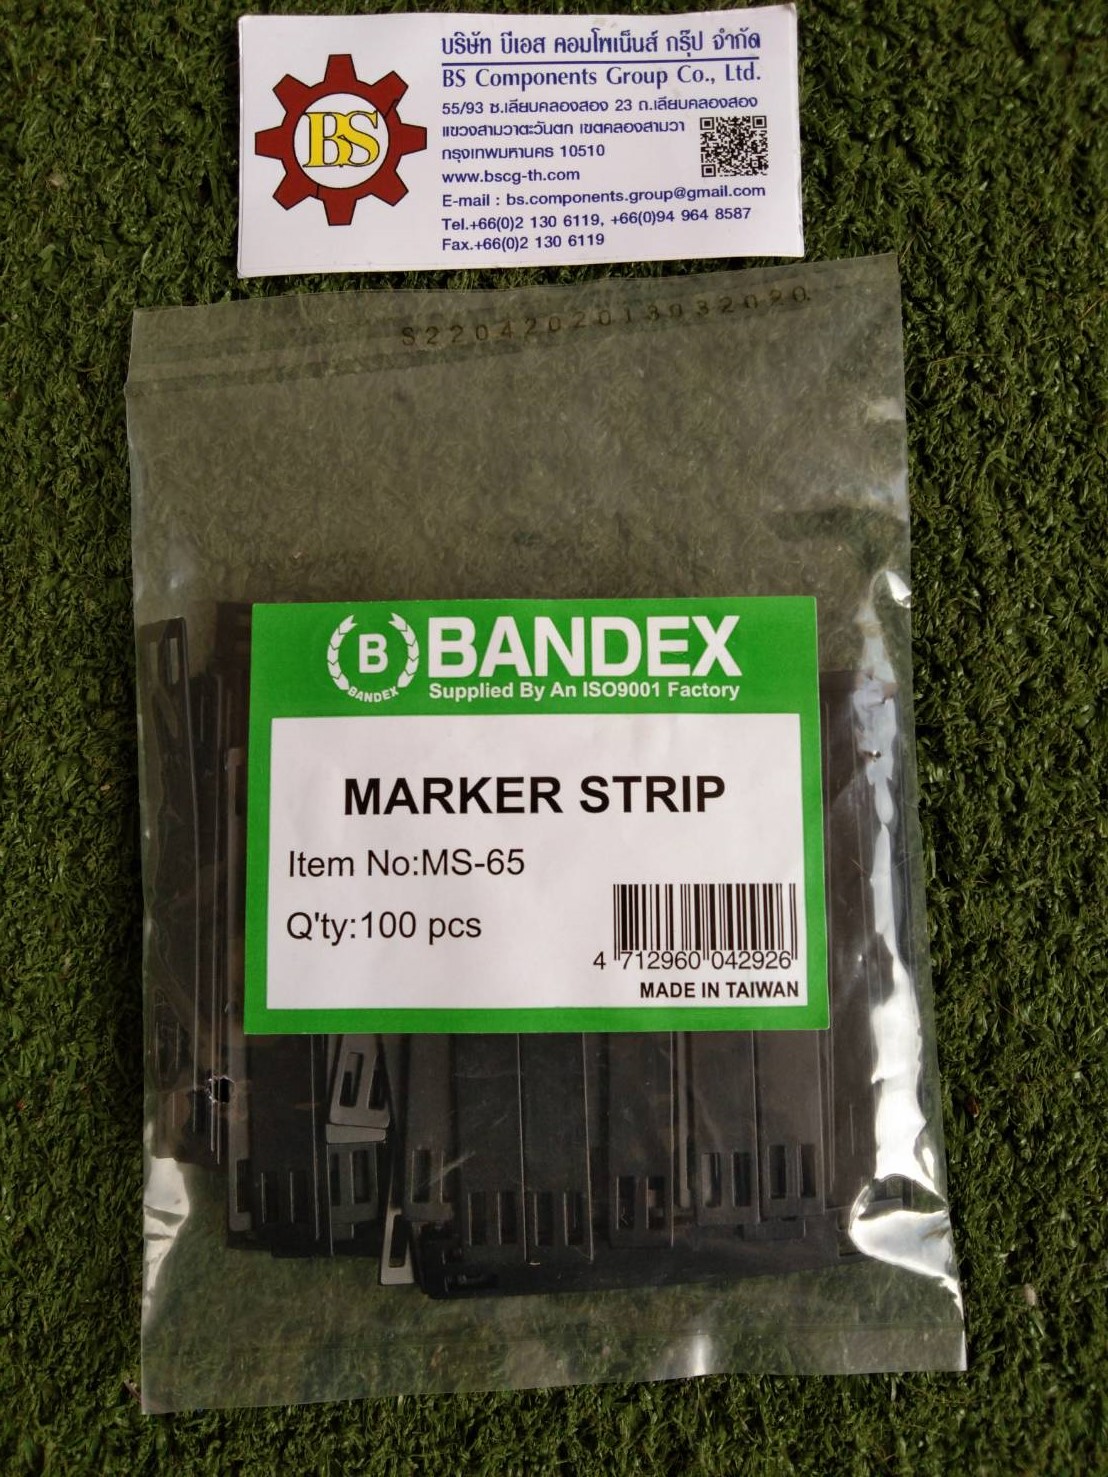 BS
บริษัท บีเอส คอมโพเน็นส์ กรุ๊ป จำกัด
BS Components Group Co., Ltd.
55/93 ซ.เลียบคลองสอง 23 ถ.เลียบคลองสอง
แขวงสามวาตะวันตก เขตคลองสามวา
กรุงเทพมหานคร 10510
www.bscg-th.com
E-mail : bs.components.group@gmail.com
Tel.+66(0)2 130 6119, +66(0)94 964 8587
Fax.+66(0)2 130 6119
S2204202013032020
B
BANDEX
BANDEX
Supplied By An ISO9001 Factory
MARKER STRIP
Item No:MS-65
Q'ty:100 pcs
4 712960 042926
MADE IN TAIWAN